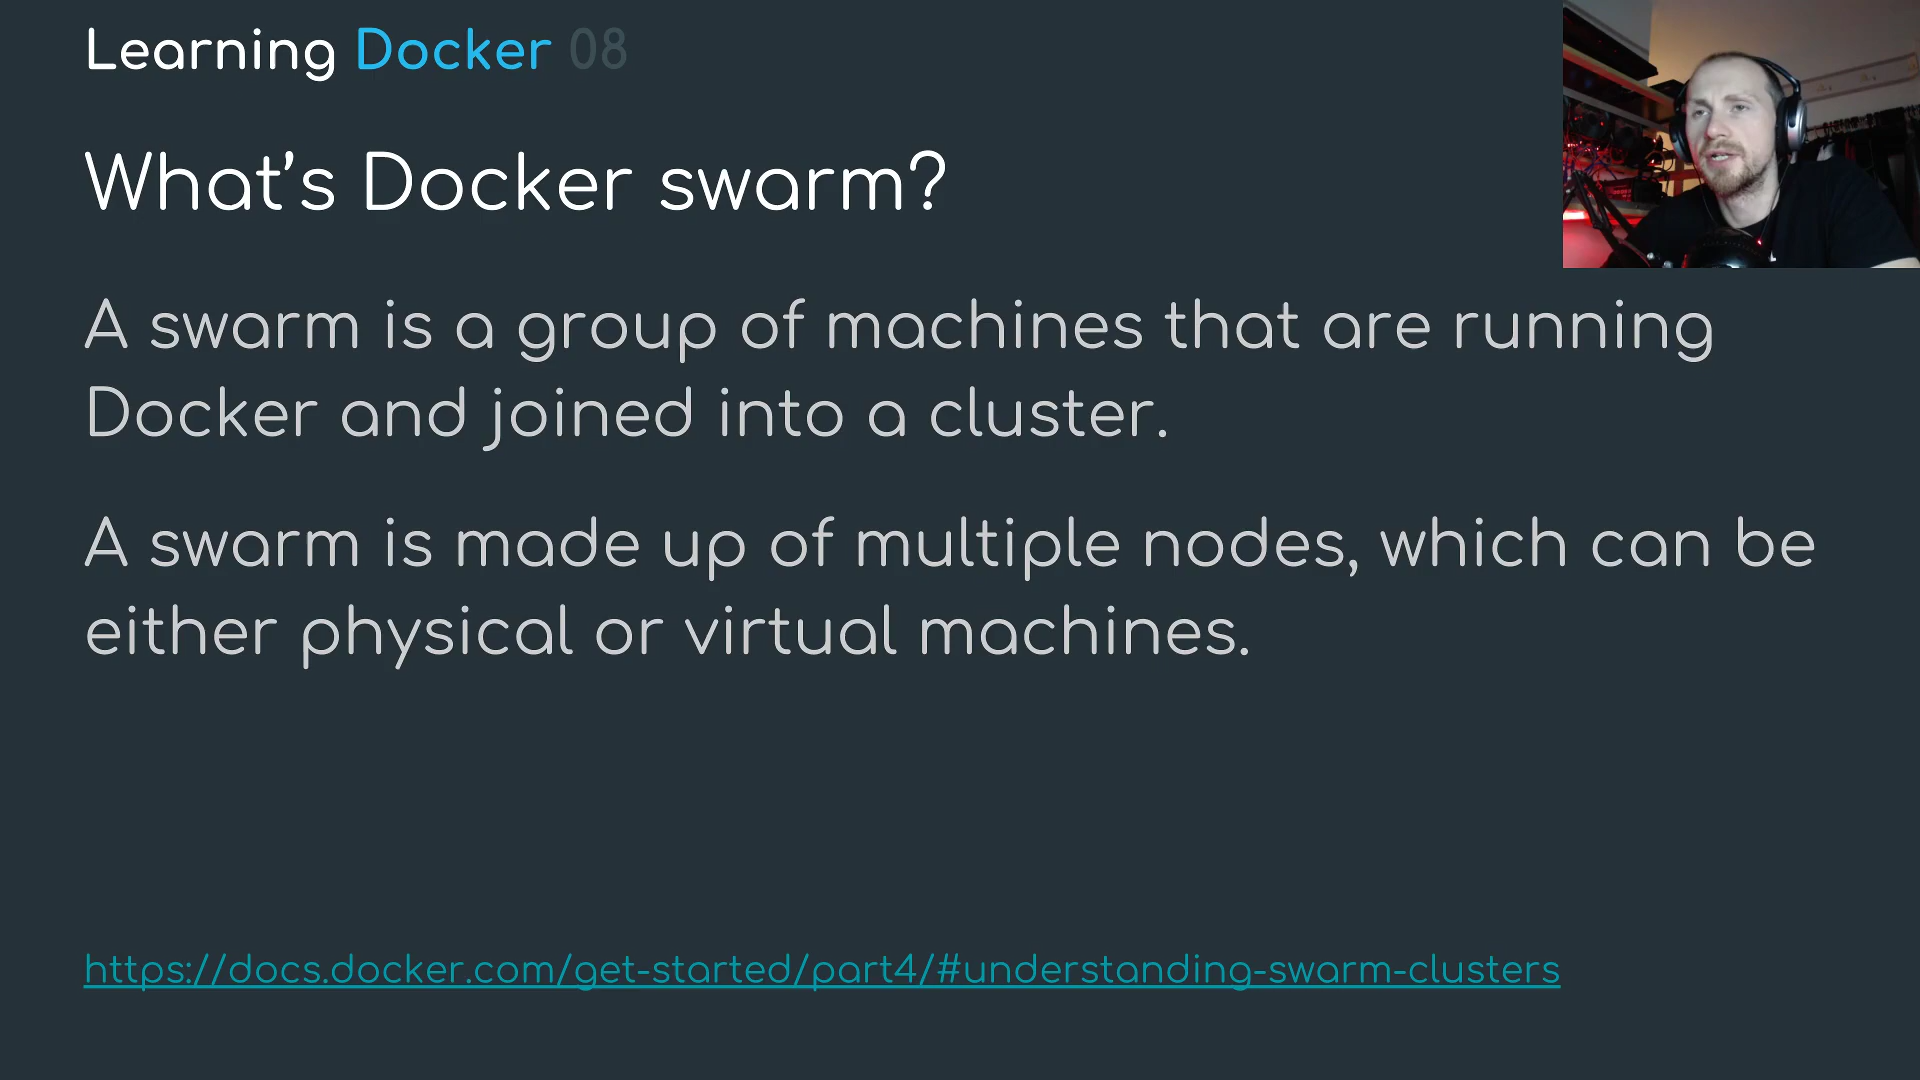 Learning Docker 08
What’s Docker swarm?
A swarm is a group of machines that are running
Docker and joined into a cluster.
A swarm is made up of multiple nodes, which can be
either physical or virtual machines.
https://docs.docker.com/get-started/part4/#understanding-swarm-clusters